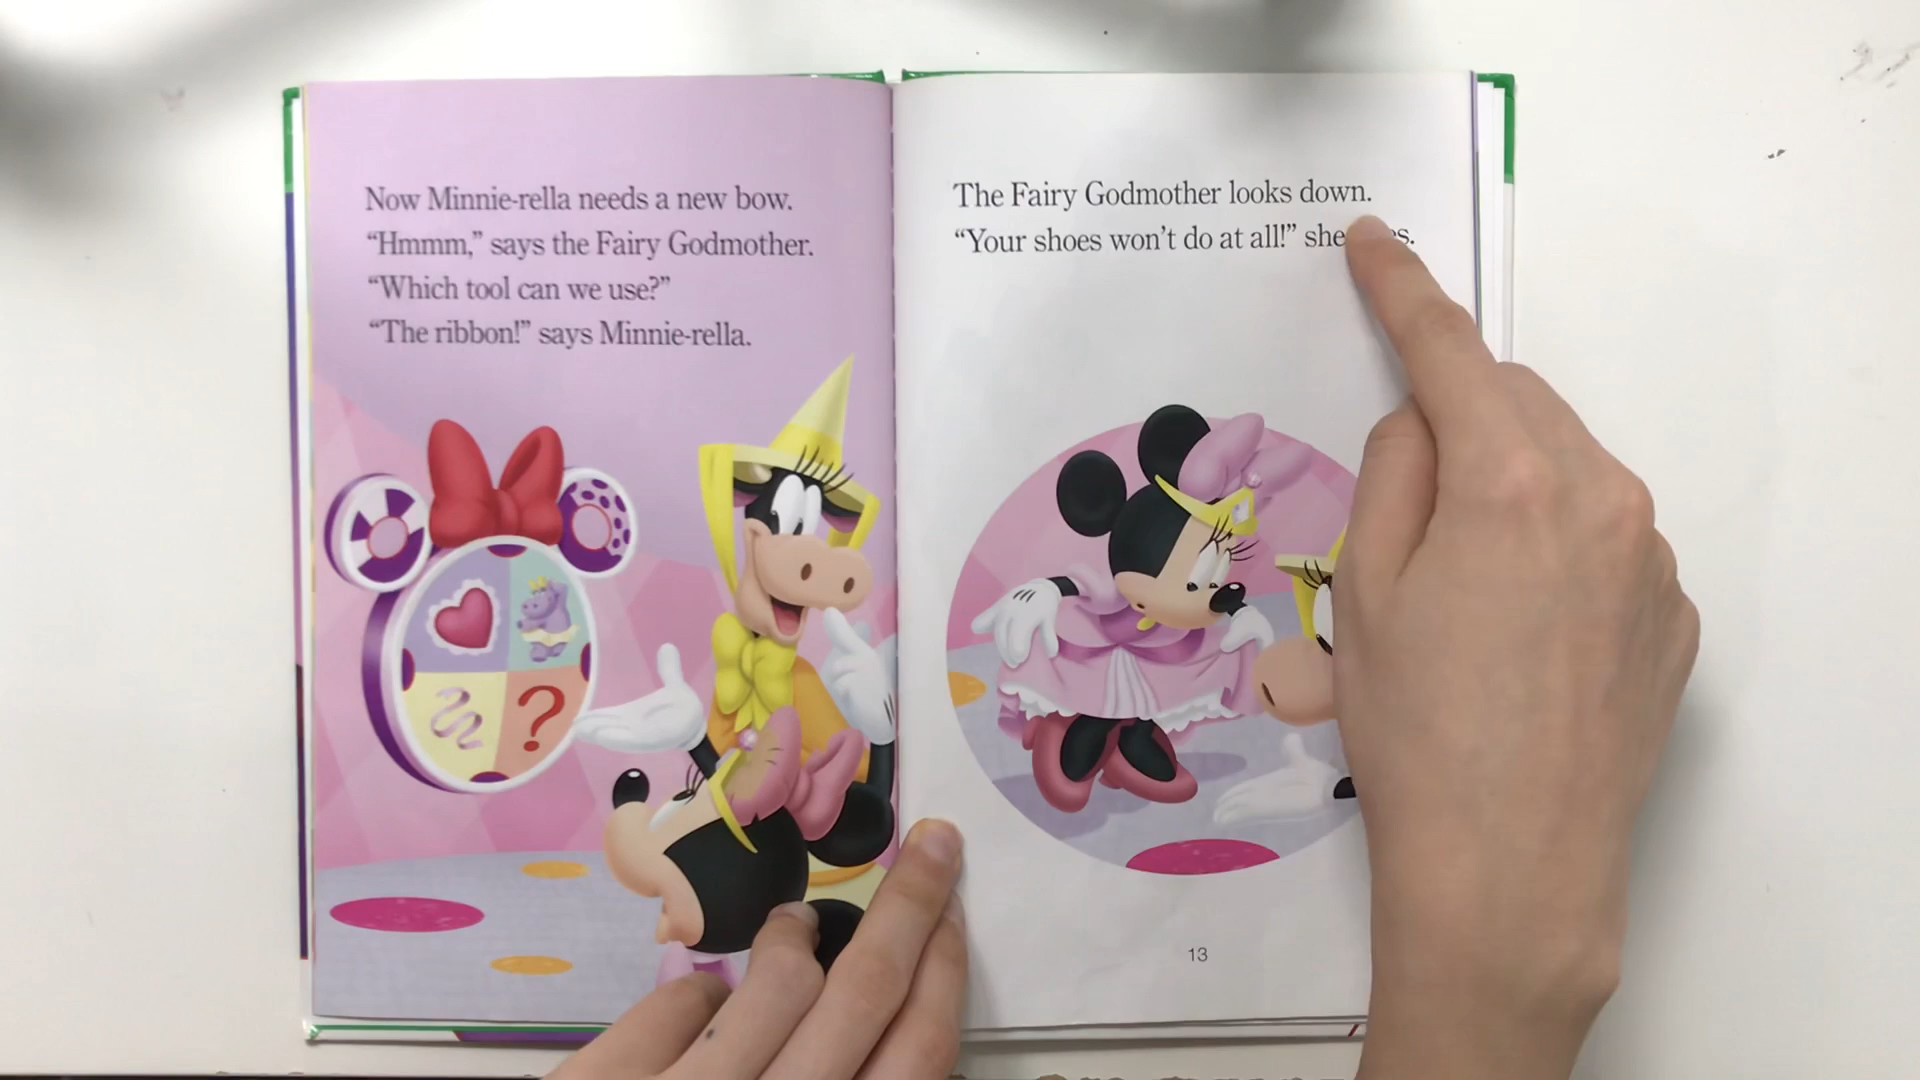 Now Minnie-rella needs a new bow.
“Hmmm,” says the Fairy Godmother.
“Which tool can we use?”
“The ribbon!” says Minnie-rella.
?
The Fairy Godmother looks down.
“Your shoes won’t do at all!” she
13